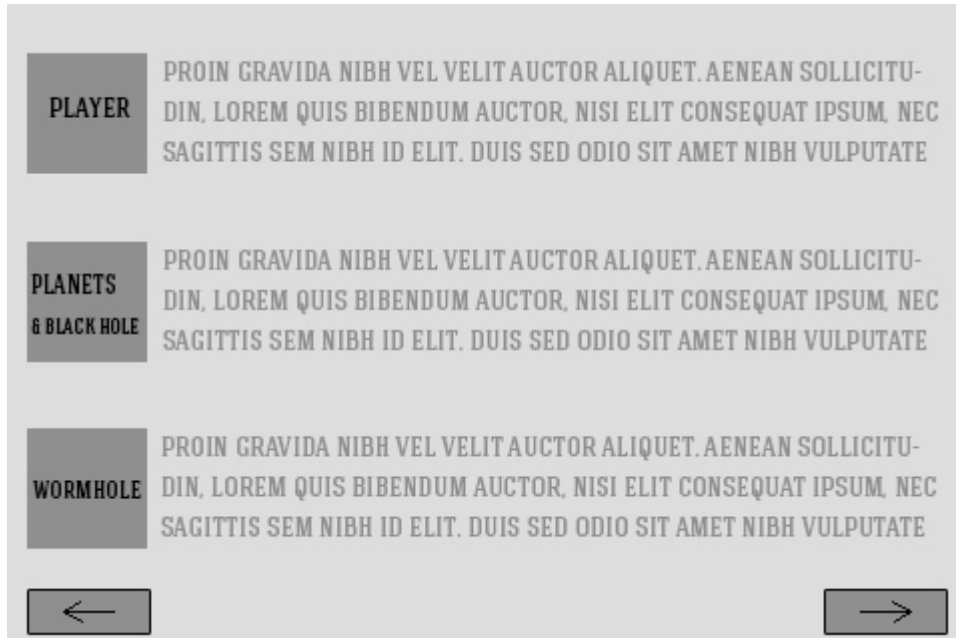 PLAYER
PROIN GRAVIDA NIBH VEL VELIT AUCTOR ALIQUET. AENEAN SOLLICITU-
DIN, LOREM QUIS BIBENDUM AUCTOR, NISI ELIT CONSEQUAT IPSUM, NEC
SAGITTIS SEM NIBH ID ELIT. DUIS SED ODIO SIT AMET NIBH VULPUTATE
PLANETS
& BLACK HOLE
PROIN GRAVIDA NIBH VEL VELIT AUCTOR ALIQUET. AENEAN SOLLICITU-
DIN, LOREM QUIS BIBENDUM AUCTOR, NISI ELIT CONSEQUAT IPSUM, NEC
SAGITTIS SEM NIBH ID ELIT. DUIS SED ODIO SIT AMET NIBH VULPUTATE
WORMHOLE
PROIN GRAVIDA NIBH VEL VELIT AUCTOR ALIQUET. AENEAN SOLLICITU-
DIN, LOREM QUIS BIBENDUM AUCTOR, NISI ELIT CONSEQUAT IPSUM, NEC
SAGITTIS SEM NIBH ID ELIT. DUIS SED ODIO SIT AMET NIBH VULPUTATE